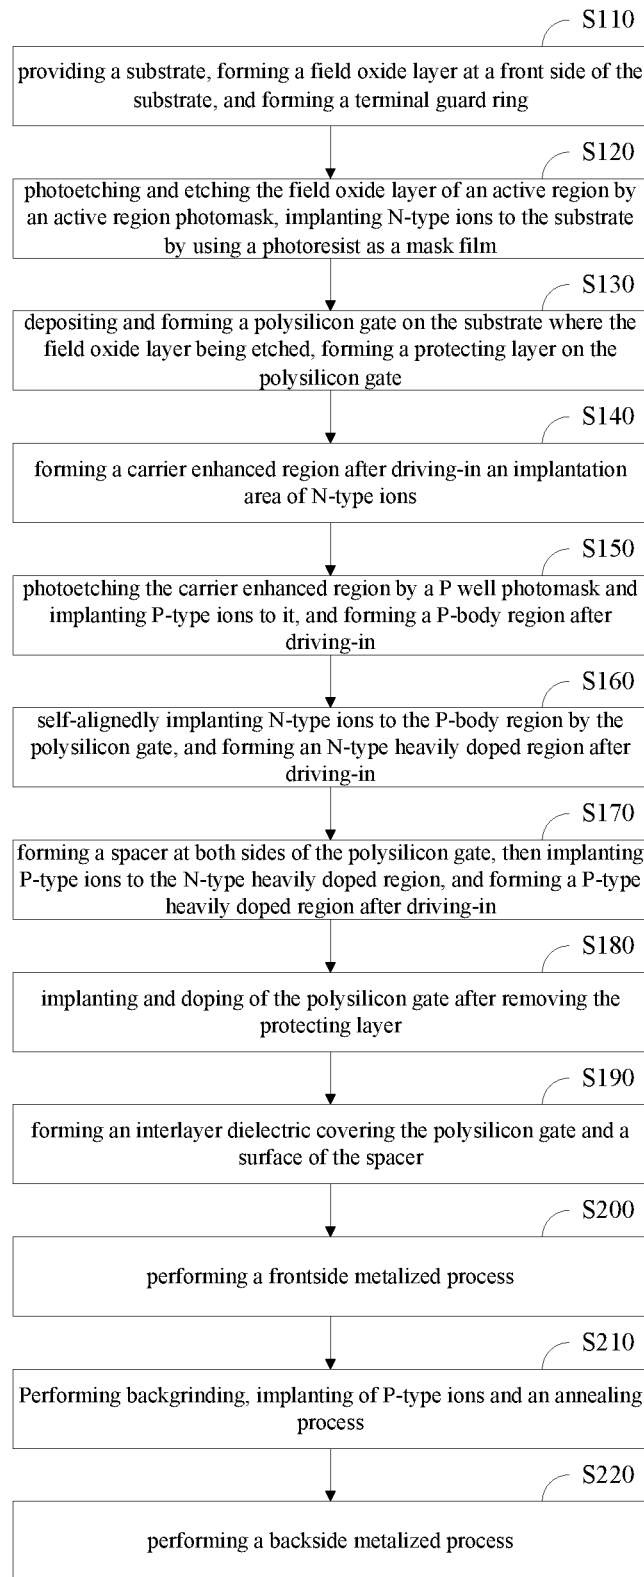 S110
providing a substrate, forming a field oxide layer at a front side of the
substrate, and forming a terminal guard ring
S120
photoetching and etching the field oxide layer of an active region by
an active region photomask, implanting N-type ions to the substrate
by using a photoresist as a mask film
S130
depositing and forming a polysilicon gate on the substrate where the
field oxide layer being etched, forming a protecting layer on the
polysilicon gate
S140
forming a carrier enhanced region after driving-in an implantation
area of N-type ions
S150
photoetching the carrier enhanced region by a P well photomask and
implanting P-type ions to it, and forming a P-body region after
driving-in
S160
self-alignedly implanting N-type ions to the P-body region by the
polysilicon gate, and forming an N-type heavily doped region after
driving-in
S170
forming a spacer at both sides of the polysilicon gate, then implanting
P-type ions to the N-type heavily doped region, and forming a P-type
heavily doped region after driving-in
S180
implanting and doping of the polysilicon gate after removing the
protecting layer
S190
forming an interlayer dielectric covering the polysilicon gate and a
surface of the spacer
S200
performing a frontside metalized process
S210
Performing backgrinding, implanting of P-type ions and an annealing
process
S220
performing a backside metalized process